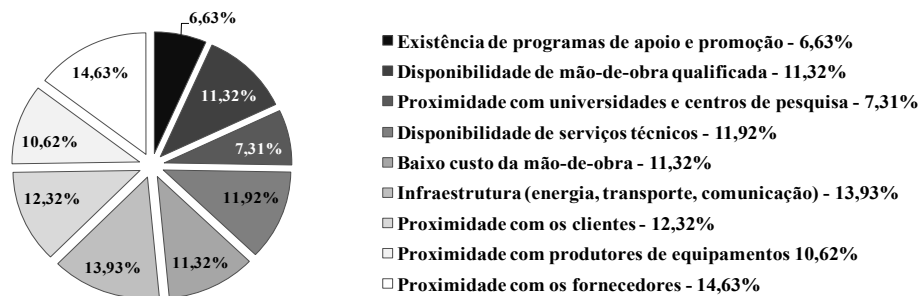 6,63%
14,63%
11,32%
7,31%
10,62%
12,32%
11,92%
13,93%
11,32%
Existência de programas de apoio e promoção - 6,63%
Disponibilidade de mão-de-obra qualificada - 11,32%
Proximidade com universidades e centros de pesquisa - 7,31%
Disponibilidade de serviços técnicos - 11,92%
Baixo custo da mão-de-obra - 11,32%
Infraestrutura (energia, transporte, comunicação) - 13,93%
Proximidade com os clientes - 12,32%
Proximidade com produtores de equipamentos 10,62%
Proximidade com os fornecedores - 14,63%